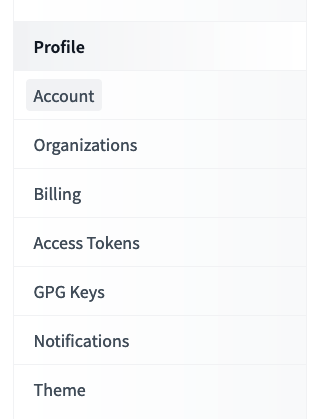 Profile
Account
Organizations
Billing
Access Tokens
GPG Keys
Notifications
Theme